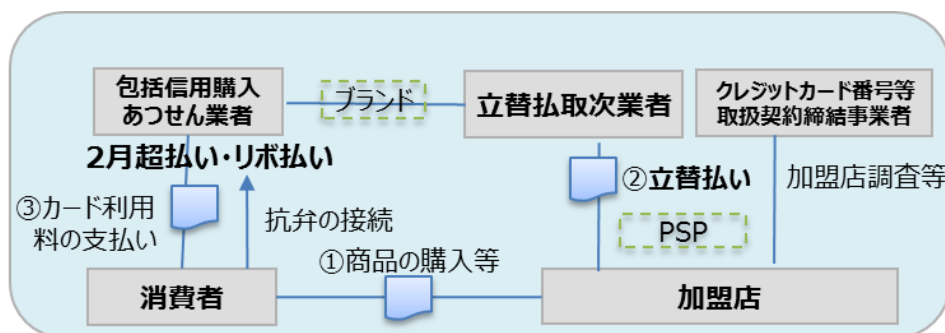 包括信用購入
あつせん業者
ブランド
立替払取次業者
クレジットカード番号等
取扱契約締結事業者
2月超払い・リボ払い
③カード利用
料の支払い
抗弁の接続
②立替払い
加盟店調査等
PSP
①商品の購入等
消費者
加盟店